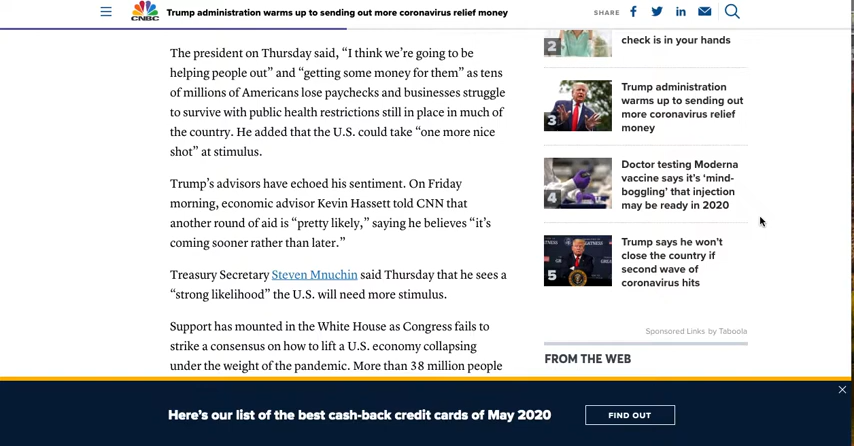 CNBC
Trump administration warms up to sending out more coronavirus relief money
SHARE
The president on Thursday said, “I think we’re going to be
helping people out” and “getting some money for them” as tens
of millions of Americans lose paychecks and businesses struggle
to survive with public health restrictions still in place in much of
the country. He added that the U.S. could take “one more nice
shot” at stimulus.
Trump’s advisors have echoed his sentiment. On Friday
morning, economic advisor Kevin Hassett told CNN that
another round of aid is “pretty likely,” saying he believes “it’s
coming sooner rather than later.”
Treasury Secretary Steven Mnuchin said Thursday that he sees a
“strong likelihood” the U.S. will need more stimulus.
Support has mounted in the White House as Congress fails to
strike a consensus on how to lift a U.S. economy collapsing
under the weight of the pandemic. More than 38 million people
2
check is in your hands
3
Trump administration
warms up to sending out
more coronavirus relief
money
4
Doctor testing Moderna
vaccine says it’s ‘mind-
boggling’ that injection
may be ready in 2020
5
Trump says he won’t
close the country if
second wave of
coronavirus hits
Sponsored Links by Taboola
FROM THE WEB
Here’s our list of the best cash-back credit cards of May 2020
FIND OUT